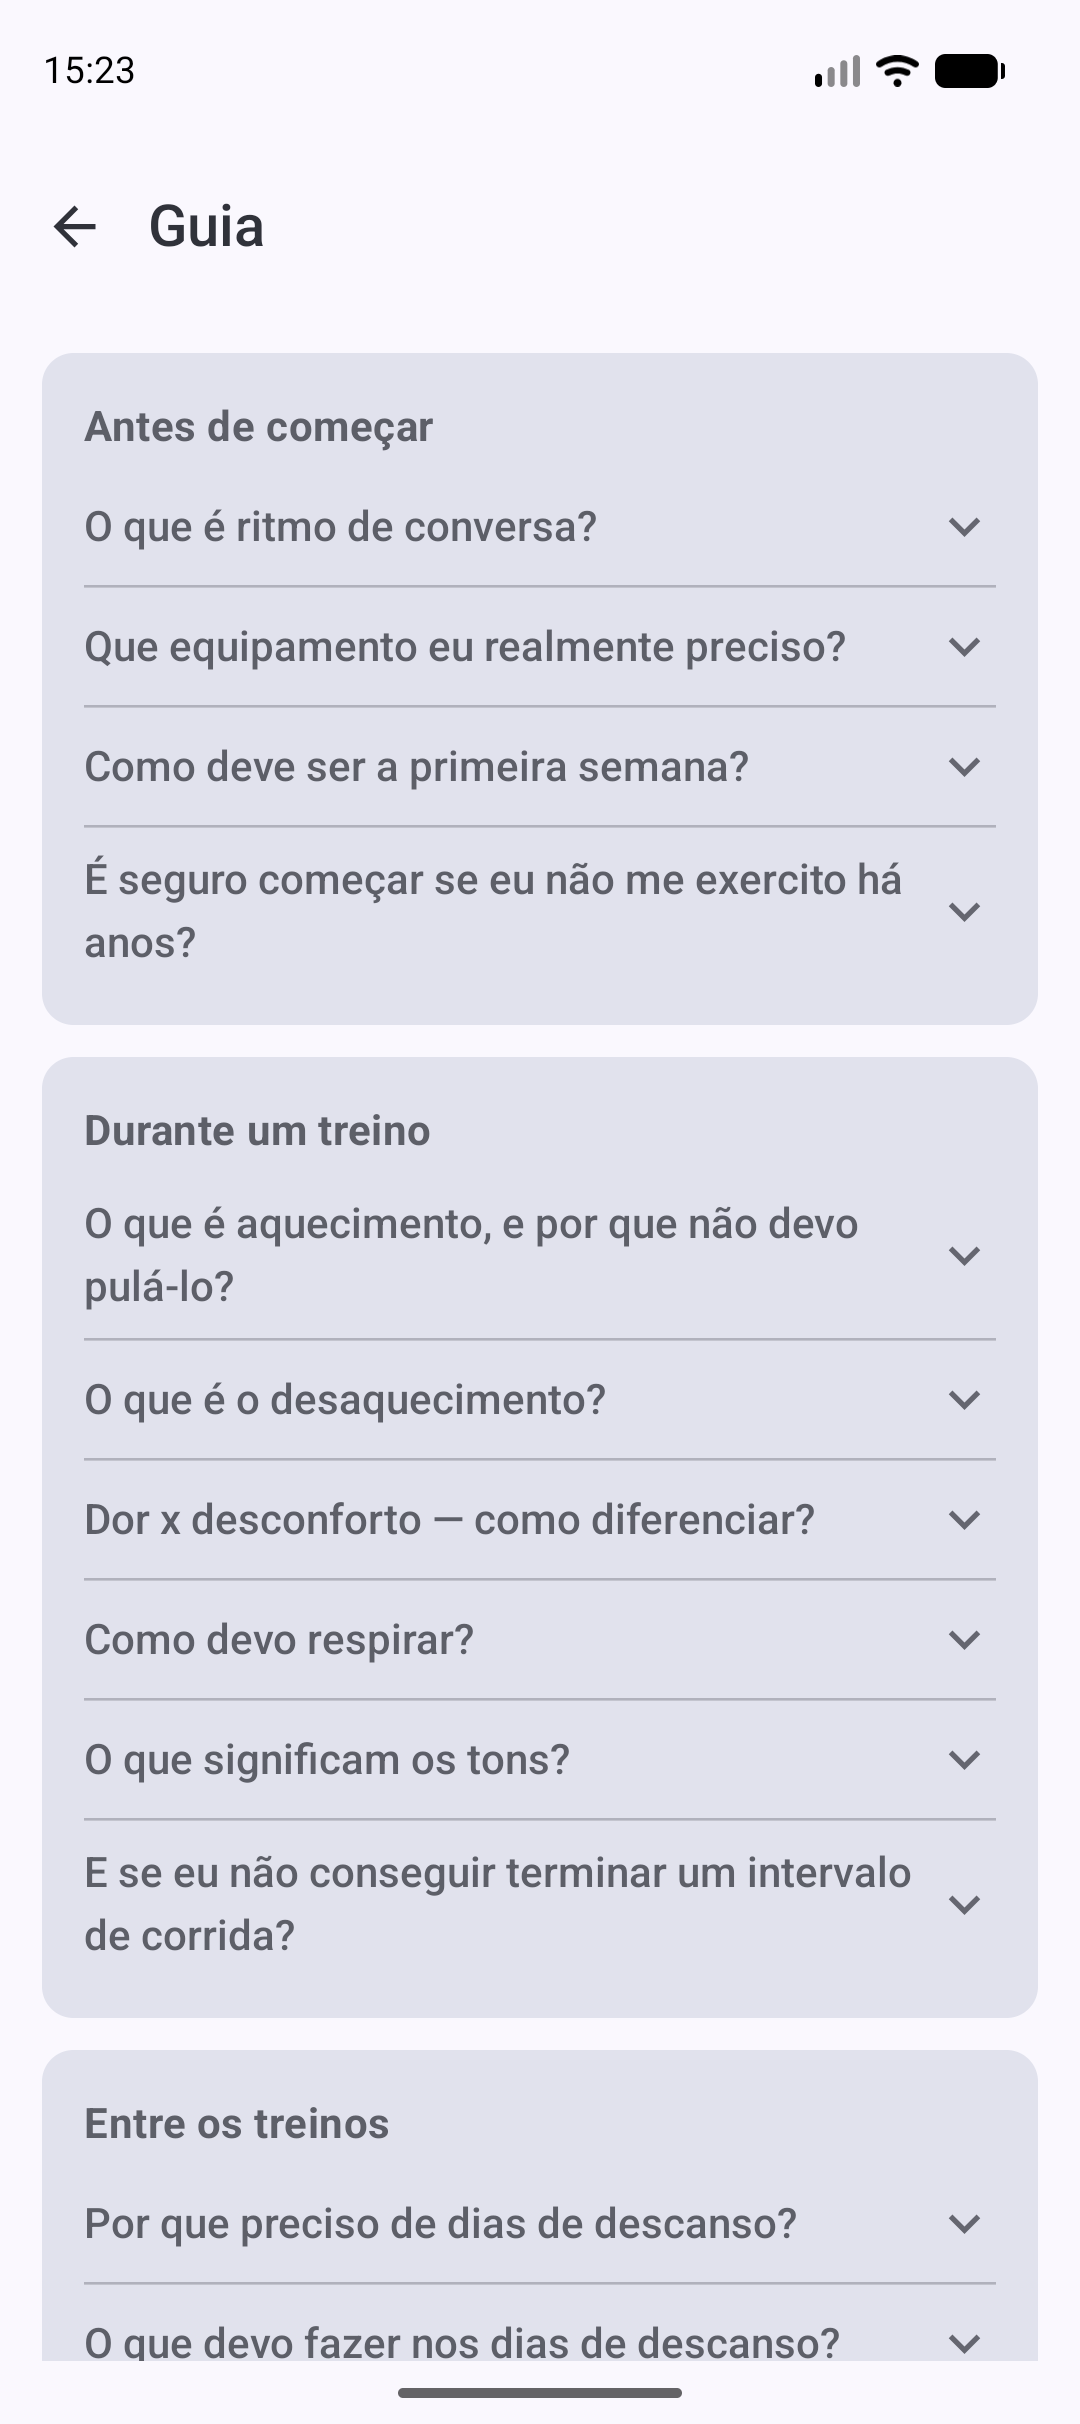 15:23
Guia
Antes de começar
O que é ritmo de conversa?
Que equipamento eu realmente preciso?
Como deve ser a primeira semana?
É seguro começar se eu não me exercito há
anos?
Durante um treino
O que é aquecimento, e por que não devo
pulá-lo?
O que é o desaquecimento?
Dor x desconforto — como diferenciar?
Como devo respirar?
O que significam os tons?
E se eu não conseguir terminar um intervalo
de corrida?
Entre os treinos
Por que preciso de dias de descanso?
O que devo fazer nos dias de descanso?